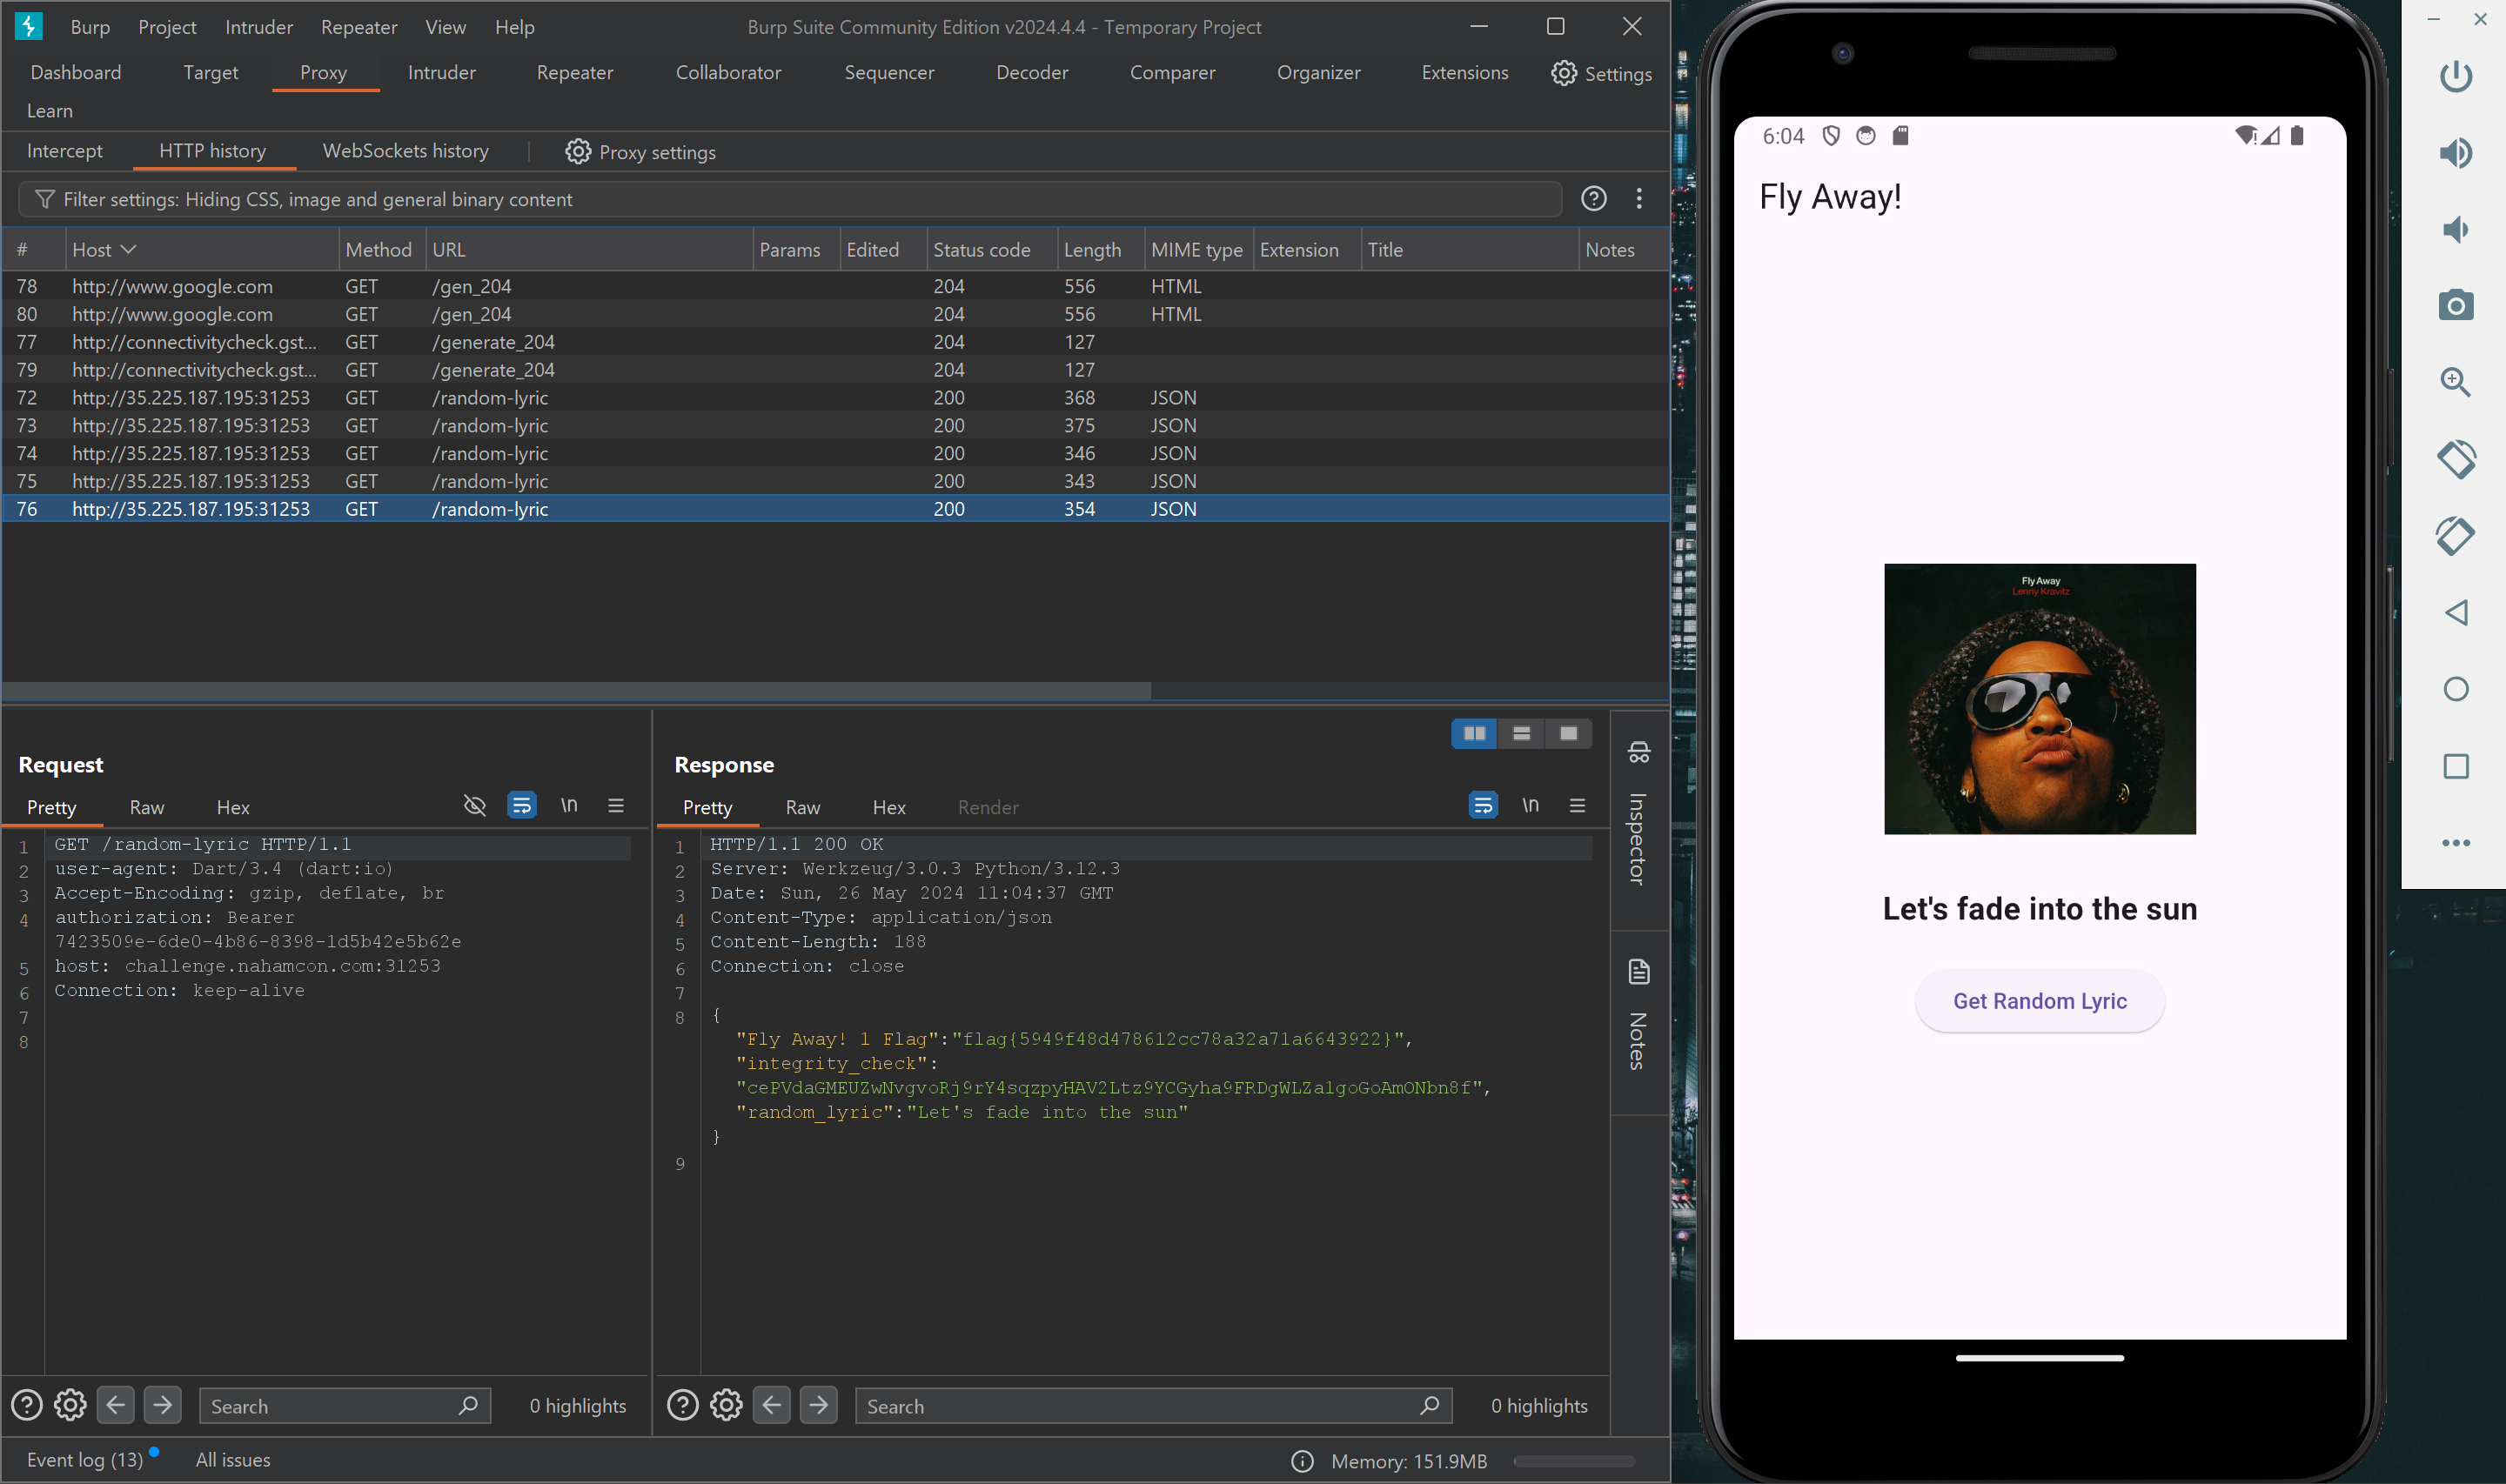 Burp Project Intruder Repeater View Help Burp Suite Community Edition v2024.4.4 - Temporary Project
Dashboard Target Proxy Intruder Repeater Collaborator Sequencer Decoder Comparer Organizer Extensions Settings
Learn
Intercept HTTP history WebSockets history Proxy settings
Filter settings: Hiding CSS, image and general binary content
# Host Method URL Params Edited Status code Length MIME type Extension Title Notes
78 http://www.google.com GET /gen_204 204 556 HTML
80 http://www.google.com GET /gen_204 204 556 HTML
77 http://connectivitycheck.gst... GET /generate_204 204 127
79 http://connectivitycheck.gst... GET /generate_204 204 127
72 http://35.225.187.195:31253 GET /random-lyric 200 368 JSON
73 http://35.225.187.195:31253 GET /random-lyric 200 375 JSON
74 http://35.225.187.195:31253 GET /random-lyric 200 346 JSON
75 http://35.225.187.195:31253 GET /random-lyric 200 343 JSON
76 http://35.225.187.195:31253 GET /random-lyric 200 354 JSON
Request
Pretty Raw Hex \n
1 GET /random-lyric HTTP/1.1
2 user-agent: Dart/3.4 (dart:io)
3 Accept-Encoding: gzip, deflate, br
4 authorization: Bearer
7423509e-6de0-4b86-8398-1d5b42e5b62e
5 host: challenge.nahamcon.com:31253
6 Connection: keep-alive
7
8
Search 0 highlights
Response
Pretty Raw Hex Render \n
1 HTTP/1.1 200 OK
2 Server: Werkzeug/3.0.3 Python/3.12.3
3 Date: Sun, 26 May 2024 11:04:37 GMT
4 Content-Type: application/json
5 Content-Length: 188
6 Connection: close
7
8 {
"Fly Away! 1 Flag":"flag{5949f48d478612cc78a32a71a6643922}",
"integrity_check":
"cePVdaGMEUZwNvgvoRj9rY4sqzpyHAV2Ltz9YCGyha9FRDgWLZa1goGoAmONbn8f",
"random_lyric":"Let's fade into the sun"
}
9
Search 0 highlights
Inspector
Notes
Event log (13) All issues Memory: 151.9MB
6:04
Fly Away!
Fly Away
Lenny Kravitz
Let's fade into the sun
Get Random Lyric